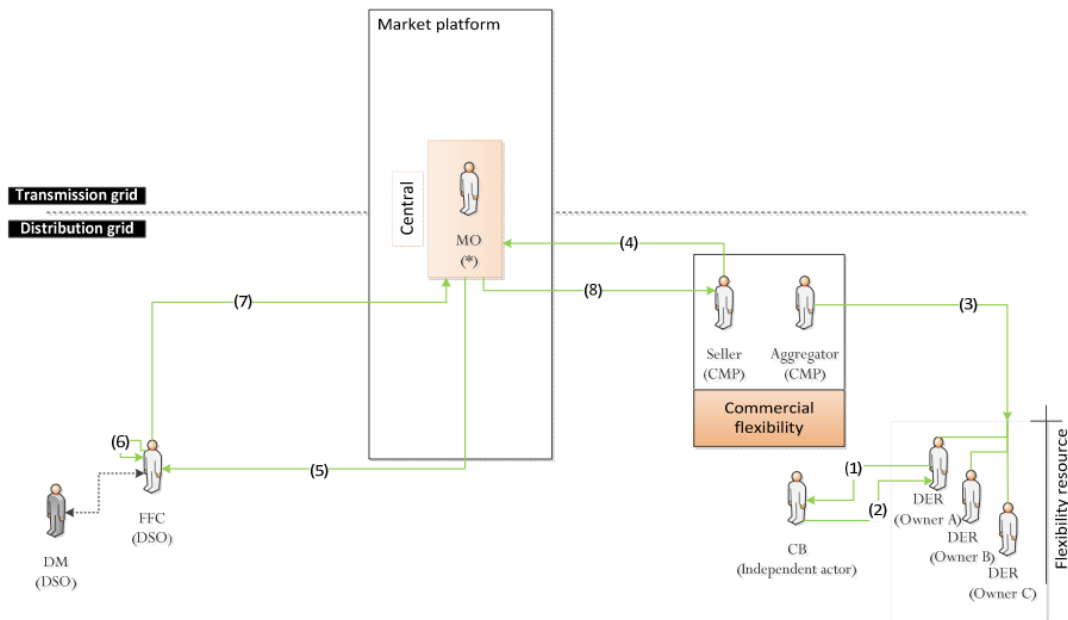 Market platform
Transmission grid
Distribution grid
Central
MO
(*)
(4)
(7)
(8)
(3)
Seller
(CMP)
Aggregator
(CMP)
Commercial
flexibility
(6)
(5)
(1)
(2)
FFC
(DSO)
DM
(DSO)
CB
(Independent actor)
DER
(Owner A)
DER
(Owner B)
DER
(Owner C)
Flexibility resource